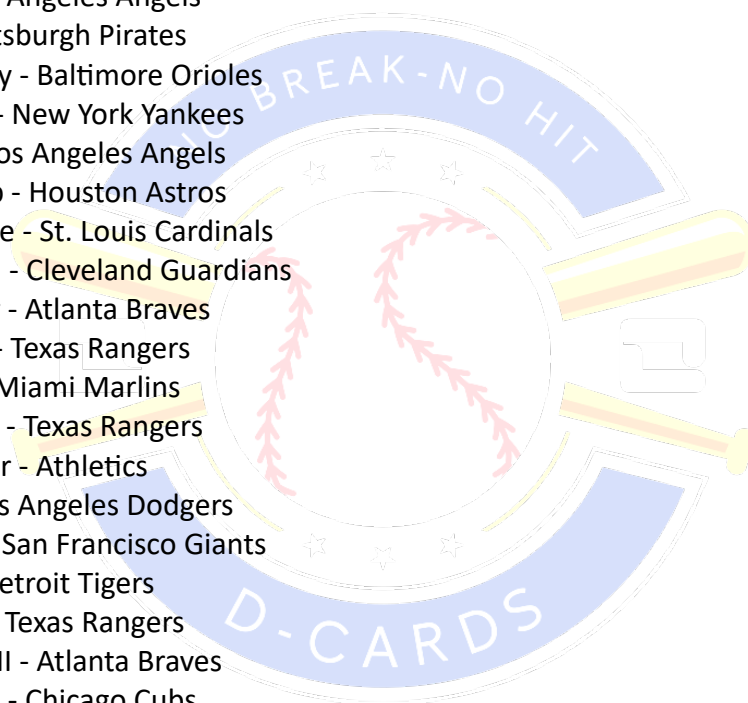 Angeles Angels
tsburgh Pirates
y - Baltimore Orioles
- New York Yankees
os Angeles Angels
o - Houston Astros
e - St. Louis Cardinals
- Cleveland Guardians
- Atlanta Braves
- Texas Rangers
Miami Marlins
- Texas Rangers
r - Athletics
s Angeles Dodgers
San Francisco Giants
etroit Tigers
Texas Rangers
II - Atlanta Braves
- Chicago Cubs
NO BREAK-NO HIT
D-CARDS